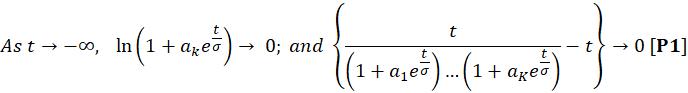 As t → −∞, ln(1 + a_k e^{t/σ}) → 0; and {t / ((1 + a_1 e^{t/σ}) … (1 + a_K e^{t/σ})) − t} → 0 [P1]